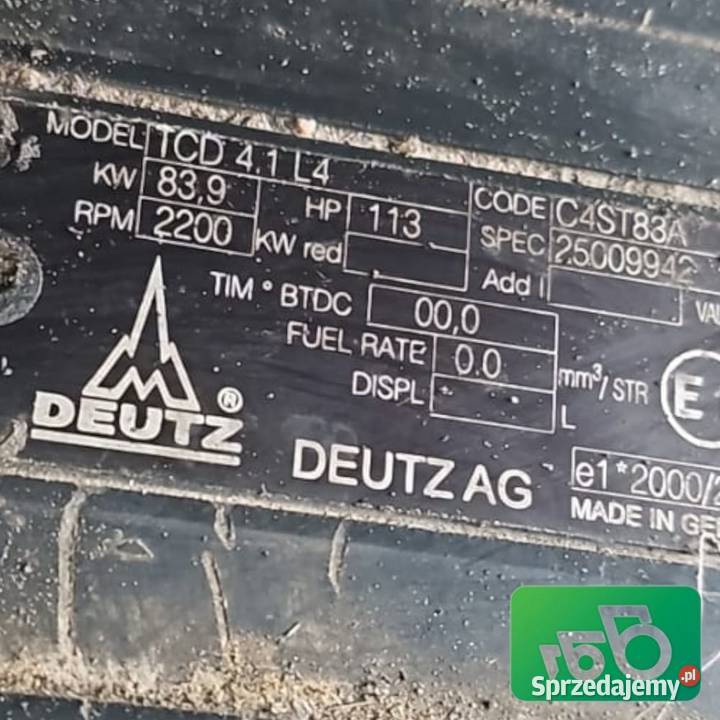 MODEL TCD 4.1 L4
KW 83,9 HP 113 CODE C4ST83A
RPM 2200 KW red SPEC 25009942
TIM ° BTDC 00,0 Add I
FUEL RATE 0.0 mm³/STR
DISPL L
E
DEUTZ ®
DEUTZ AG
e1*2000/
MADE IN GE
Sprzedajemy.pl